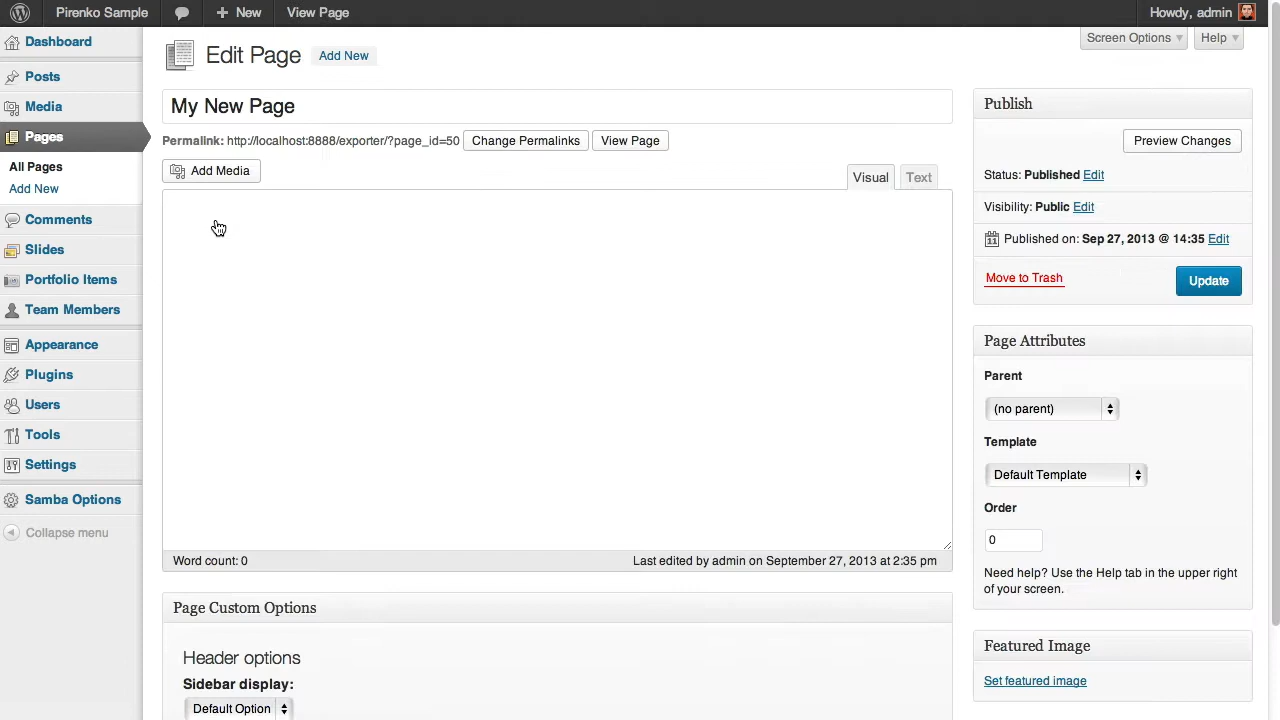 Pirenko Sample
+ New
View Page
Howdy, admin
Dashboard
Posts
Media
Pages
All Pages
Add New
Comments
Slides
Portfolio Items
Team Members
Appearance
Plugins
Users
Tools
Settings
Samba Options
Collapse menu
Screen Options
Help
Edit Page
Add New
My New Page
Permalink: http://localhost:8888/exporter/?page_id=50
Change Permalinks
View Page
Add Media
Visual
Text
Word count: 0
Last edited by admin on September 27, 2013 at 2:35 pm
Page Custom Options
Header options
Sidebar display:
Default Option
Publish
Preview Changes
Status: Published Edit
Visibility: Public Edit
11
Published on: Sep 27, 2013 @ 14:35 Edit
Move to Trash
Update
Page Attributes
Parent
(no parent)
Template
Default Template
Order
0
Need help? Use the Help tab in the upper right
of your screen.
Featured Image
Set featured image